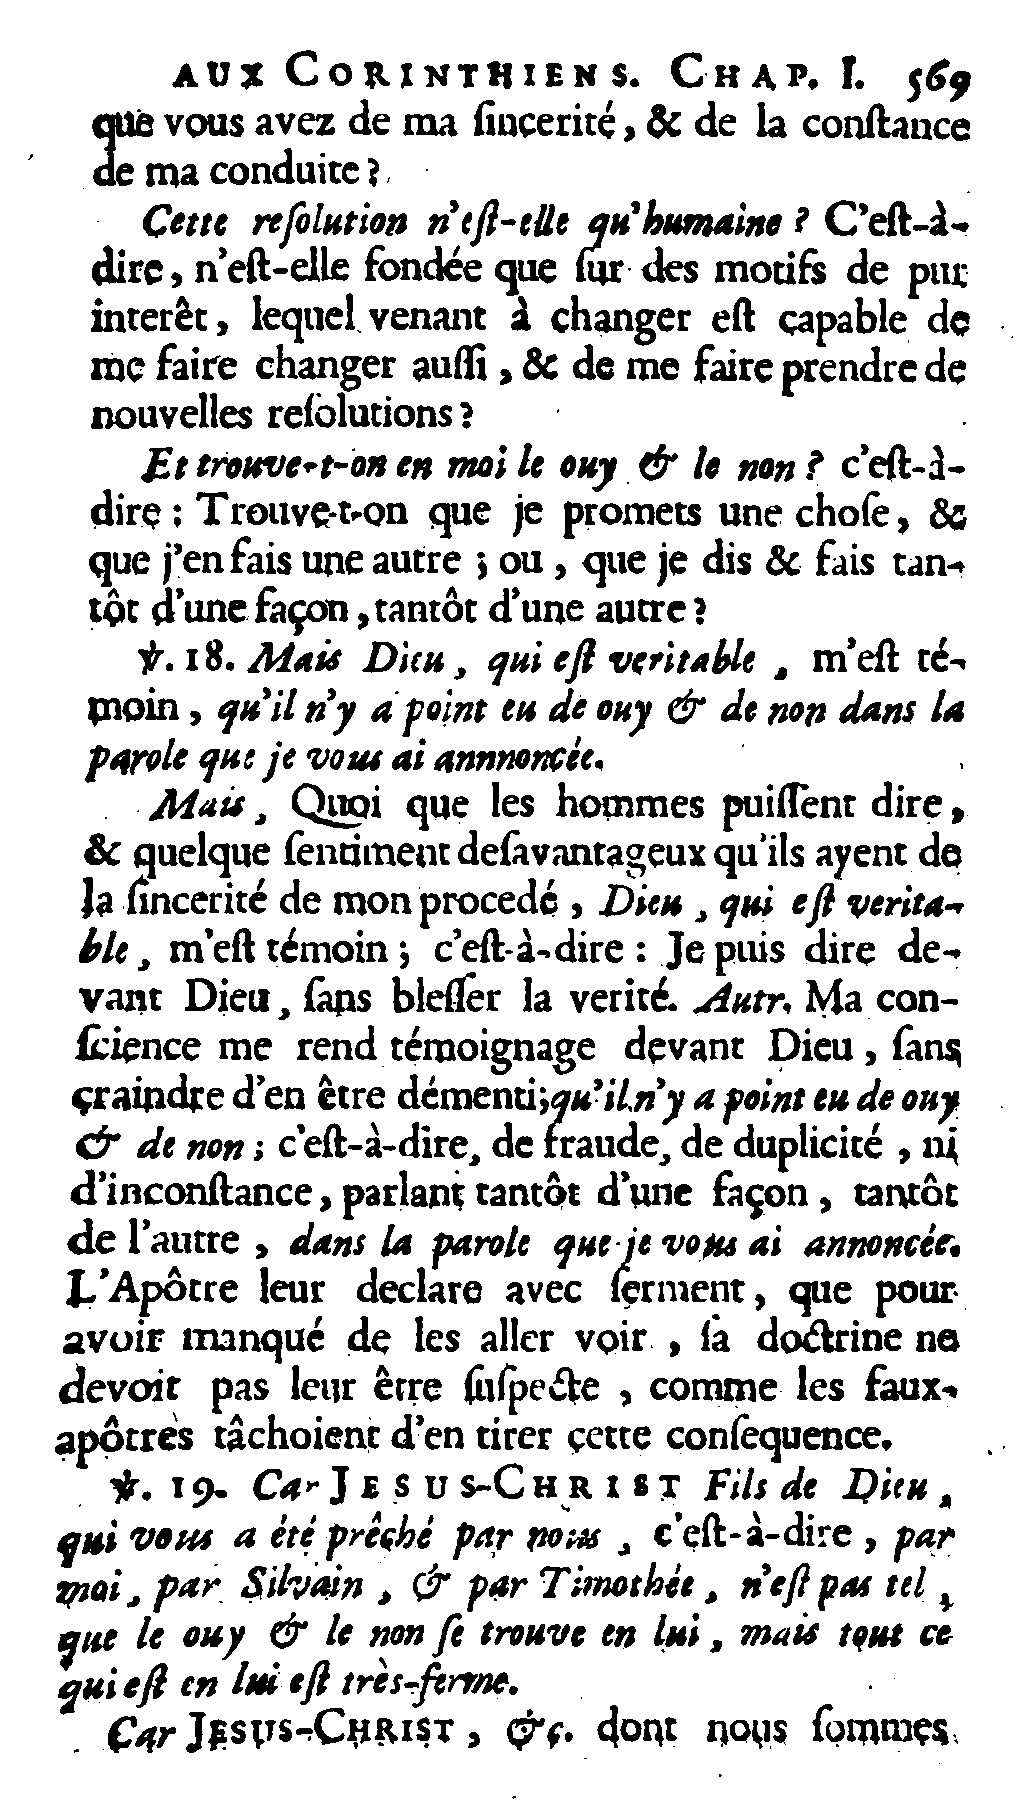 AUX CORINTHIENS. CHAP. I. 569
que vous avez de ma ſincerité, & de la conſtance
de ma conduite?
Cette reſolution n'eſt-elle qu'humaine? C'eſt-à-
dire, n'eſt-elle fondée que ſur des motifs de pur
interêt, lequel venant à changer eſt capable de
me faire changer auſſi, & de me faire prendre de
nouvelles reſolutions?
Et trouve-t-on en moi le ouy & le non? c'eſt-à-
dire: Trouve-t-on que je promets une choſe, &
que j'en fais une autre; ou, que je dis & fais tan-
tôt d'une façon, tantôt d'une autre?
℣. 18. Mais Dieu, qui eſt veritable, m'eſt té-
moin, qu'il n'y a point eu de ouy & de non dans la
parole que je vous ai annnoncée.
Mais, Quoi que les hommes puiſſent dire,
& quelque ſentiment deſavantageux qu'ils ayent de
la ſincerité de mon procedé, Dieu, qui eſt verita-
ble, m'eſt témoin; c'eſt-à-dire: Je puis dire de-
vant Dieu, ſans bleſſer la verité. Autr. Ma con-
ſcience me rend témoignage devant Dieu, ſans
craindre d'en être démenti; qu'il n'y a point eu de ouy
& de non; c'eſt-à-dire, de fraude, de duplicité, ni
d'inconſtance, parlant tantôt d'une façon, tantôt
de l'autre, dans la parole que je vous ai annoncée.
L'Apôtre leur declare avec ſerment, que pour
avoir manqué de les aller voir, ſa doctrine ne
devoit pas leur être ſuſpecte, comme les faux-
apôtres tâchoient d'en tirer cette conſequence.
℣. 19. Car JESUS-CHRIST Fils de Dieu,
qui vous a été prêché par nous, c'eſt-à-dire, par
moi, par Silvain, & par Timothée, n'eſt pas tel,
que le ouy & le non ſe trouve en lui, mais tout ce
qui eſt en lui eſt très-ferme.
Car JESUS-CHRIST, &c. dont nous ſommes